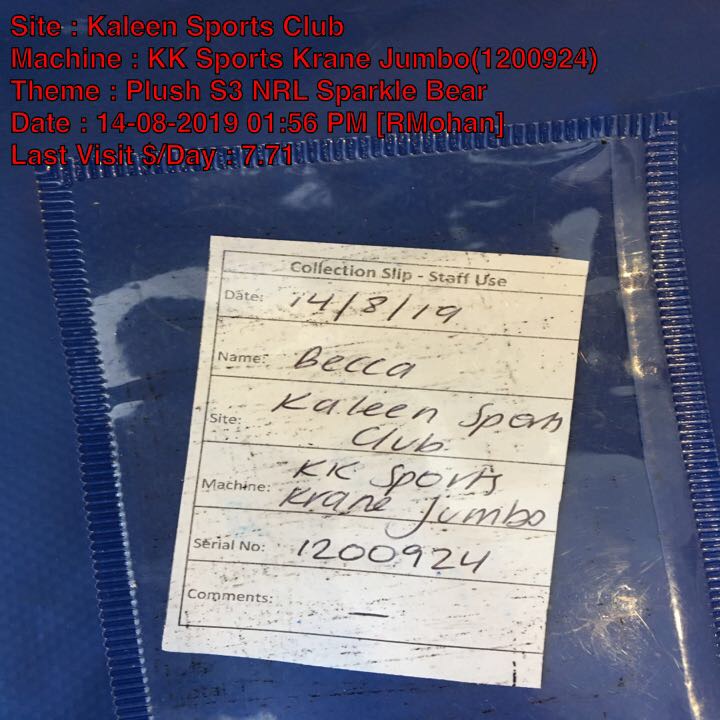 Site : Kaleen Sports Club
Machine : KK Sports Krane Jumbo(1200924)
Theme : Plush S3 NRL Sparkle Bear
Date : 14-08-2019 01:56 PM [RMohan]
Last Visit $/Day : 7.71
Collection Slip - Staff Use
Date: 14/8/19
Name: Becca
Site: Kaleen Sports
Club
Machine: KK Sports
Krane Jumbo
Serial No: 1200924
Comments: —